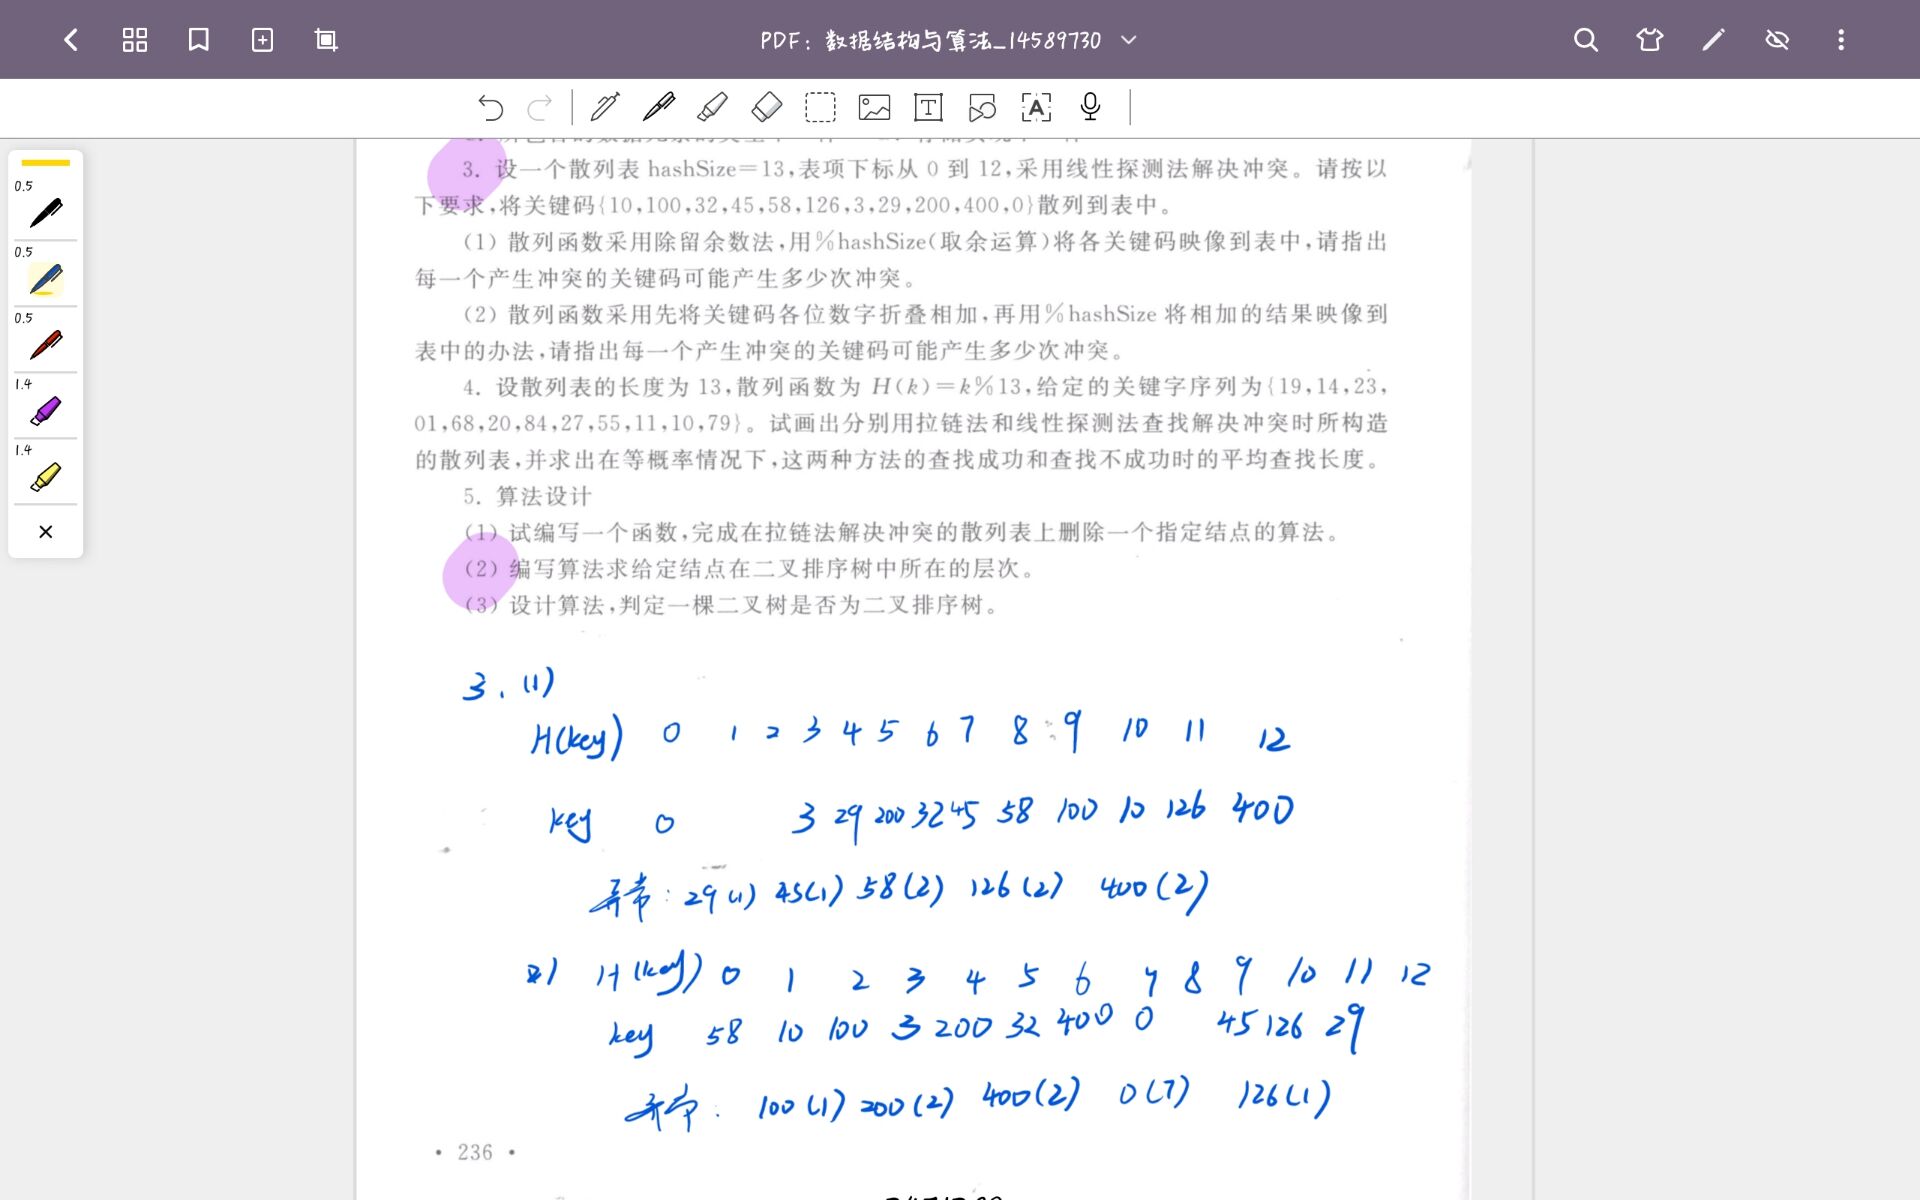 PDF: 数据结构与算法_14589730
0.5
0.5
0.5
1.4
1.4
3. 设一个散列表 hashSize=13,表项下标从 0 到 12,采用线性探测法解决冲突。请按以
下要求,将关键码{10,100,32,45,58,126,3,29,200,400,0}散列到表中。
(1) 散列函数采用除留余数法,用%hashSize(取余运算)将各关键码映像到表中,请指出
每一个产生冲突的关键码可能产生多少次冲突。
(2) 散列函数采用先将关键码各位数字折叠相加,再用%hashSize 将相加的结果映像到
表中的办法,请指出每一个产生冲突的关键码可能产生多少次冲突。
4. 设散列表的长度为 13,散列函数为 H(k)=k%13,给定的关键字序列为{19,14,23,
01,68,20,84,27,55,11,10,79}。试画出分别用拉链法和线性探测法查找解决冲突时所构造
的散列表,并求出在等概率情况下,这两种方法的查找成功和查找不成功时的平均查找长度。
5. 算法设计
(1) 试编写一个函数,完成在拉链法解决冲突的散列表上删除一个指定结点的算法。
(2) 编写算法求给定结点在二叉排序树中所在的层次。
(3) 设计算法,判定一棵二叉树是否为二叉排序树。
3. (1)
H(key) 0 1 2 3 4 5 6 7 8 9 10 11 12
key 0 3 29 200 32 45 58 100 10 126 400
异常: 29(1) 45(1) 58(2) 126(2) 400(2)
2) H(key) 0 1 2 3 4 5 6 7 8 9 10 11 12
key 58 10 100 3 200 32 400 0 45 126 29
异常: 100(1) 200(2) 400(2) 0(7) 126(1)
• 236 •